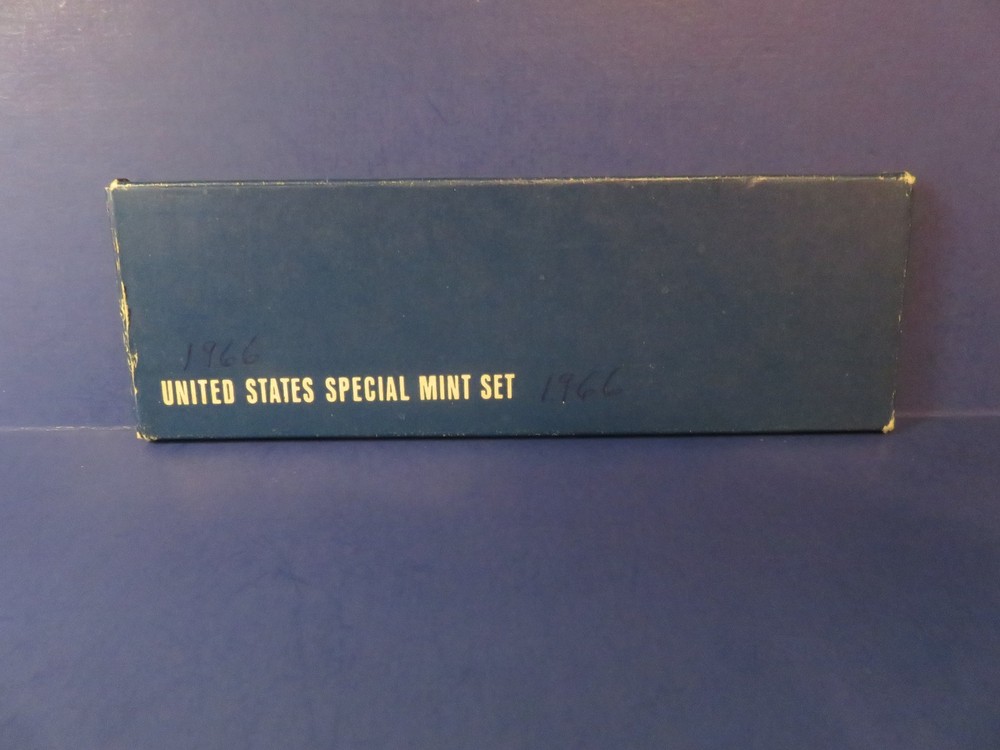 1966
UNITED STATES SPECIAL MINT SET 1966